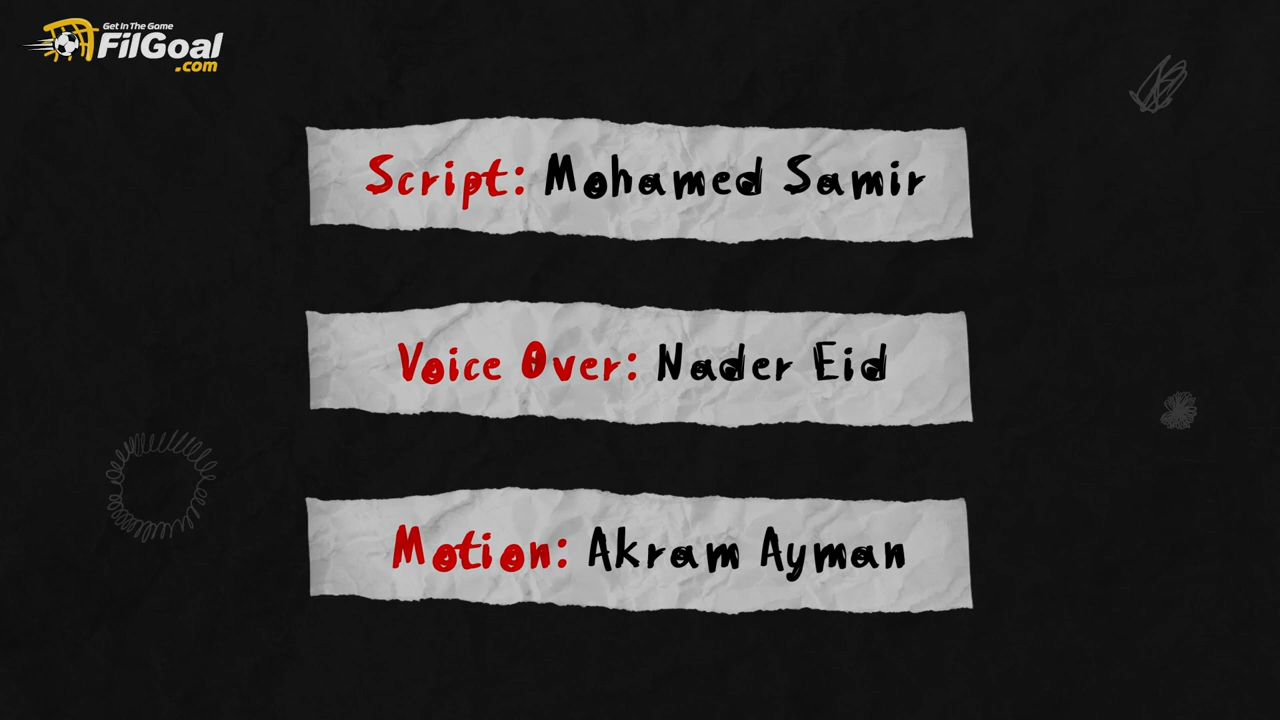 Get In The Game
FilGoal
.com
Script: Mohamed Samir
Voice Over: Nader Eid
Motion: Akram Ayman